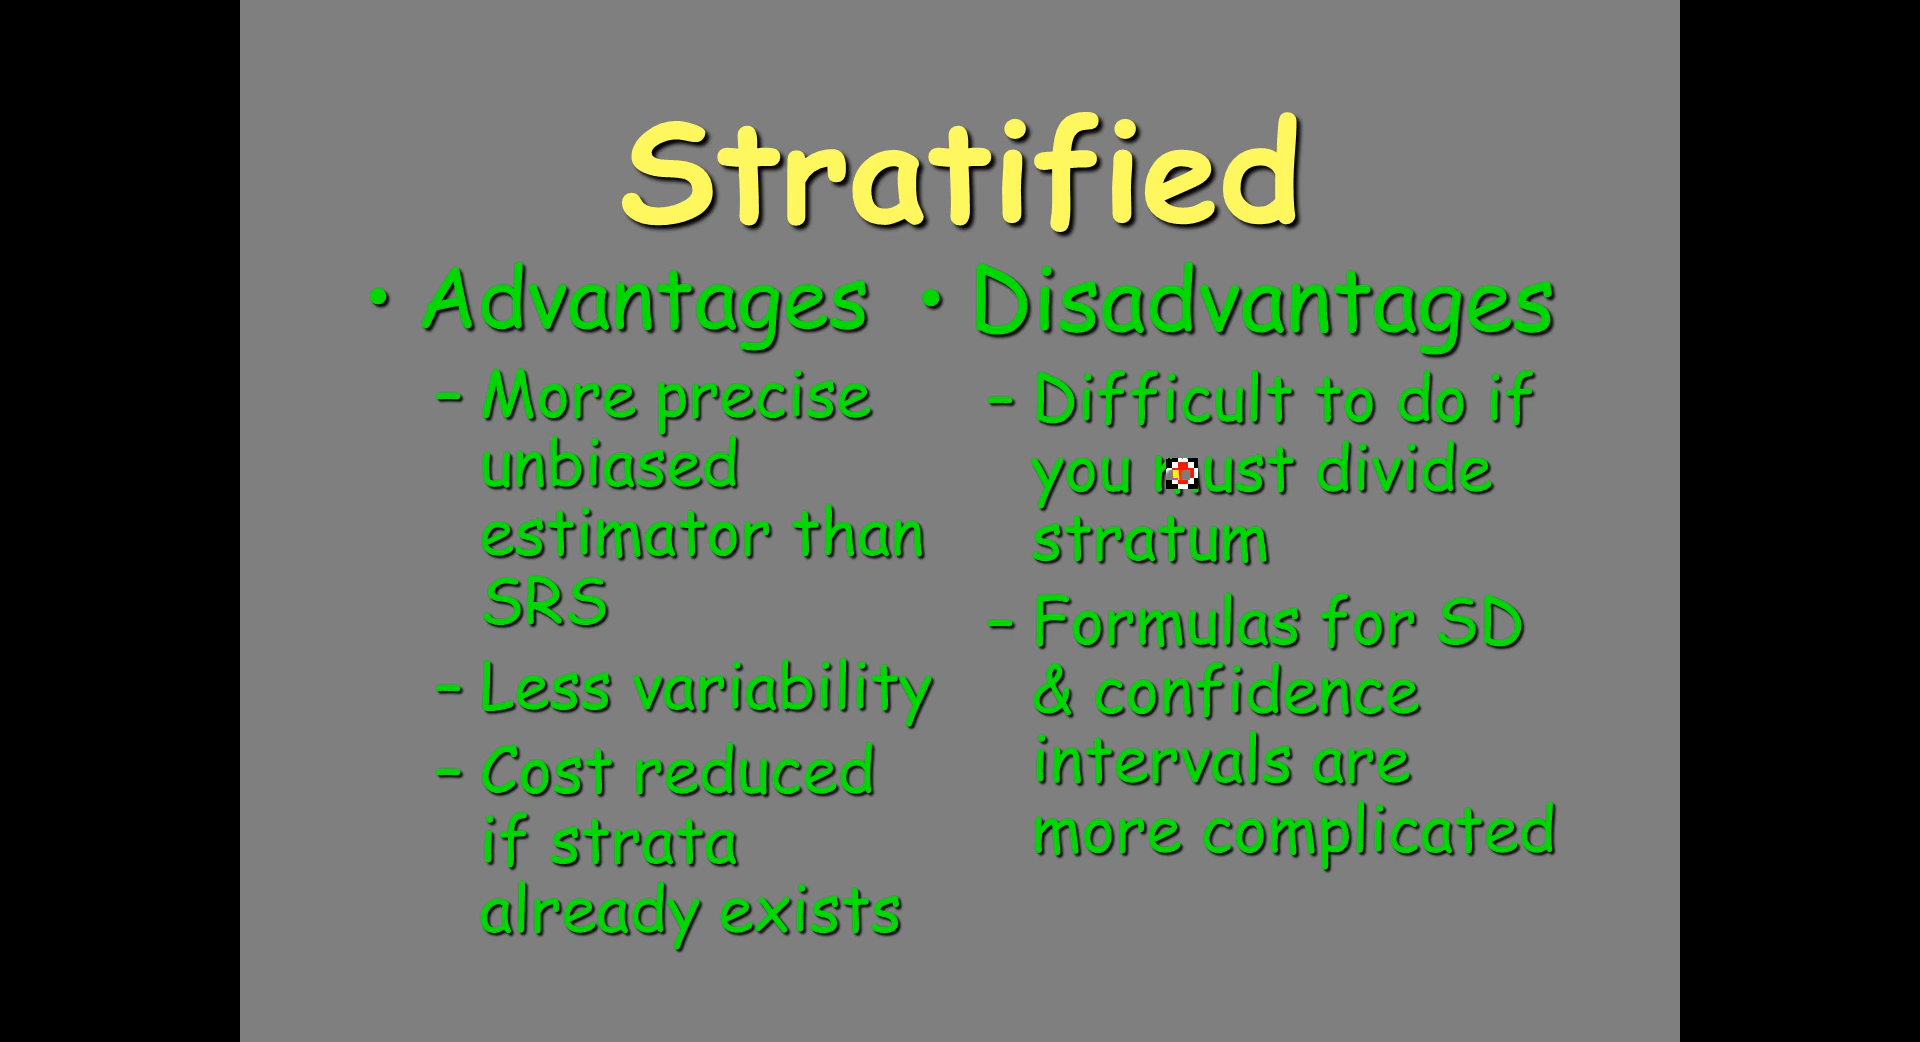 Stratified
• Advantages
– More precise
unbiased
estimator than
SRS
– Less variability
– Cost reduced
if strata
already exists
• Disadvantages
– Difficult to do if
you must divide
stratum
– Formulas for SD
& confidence
intervals are
more complicated